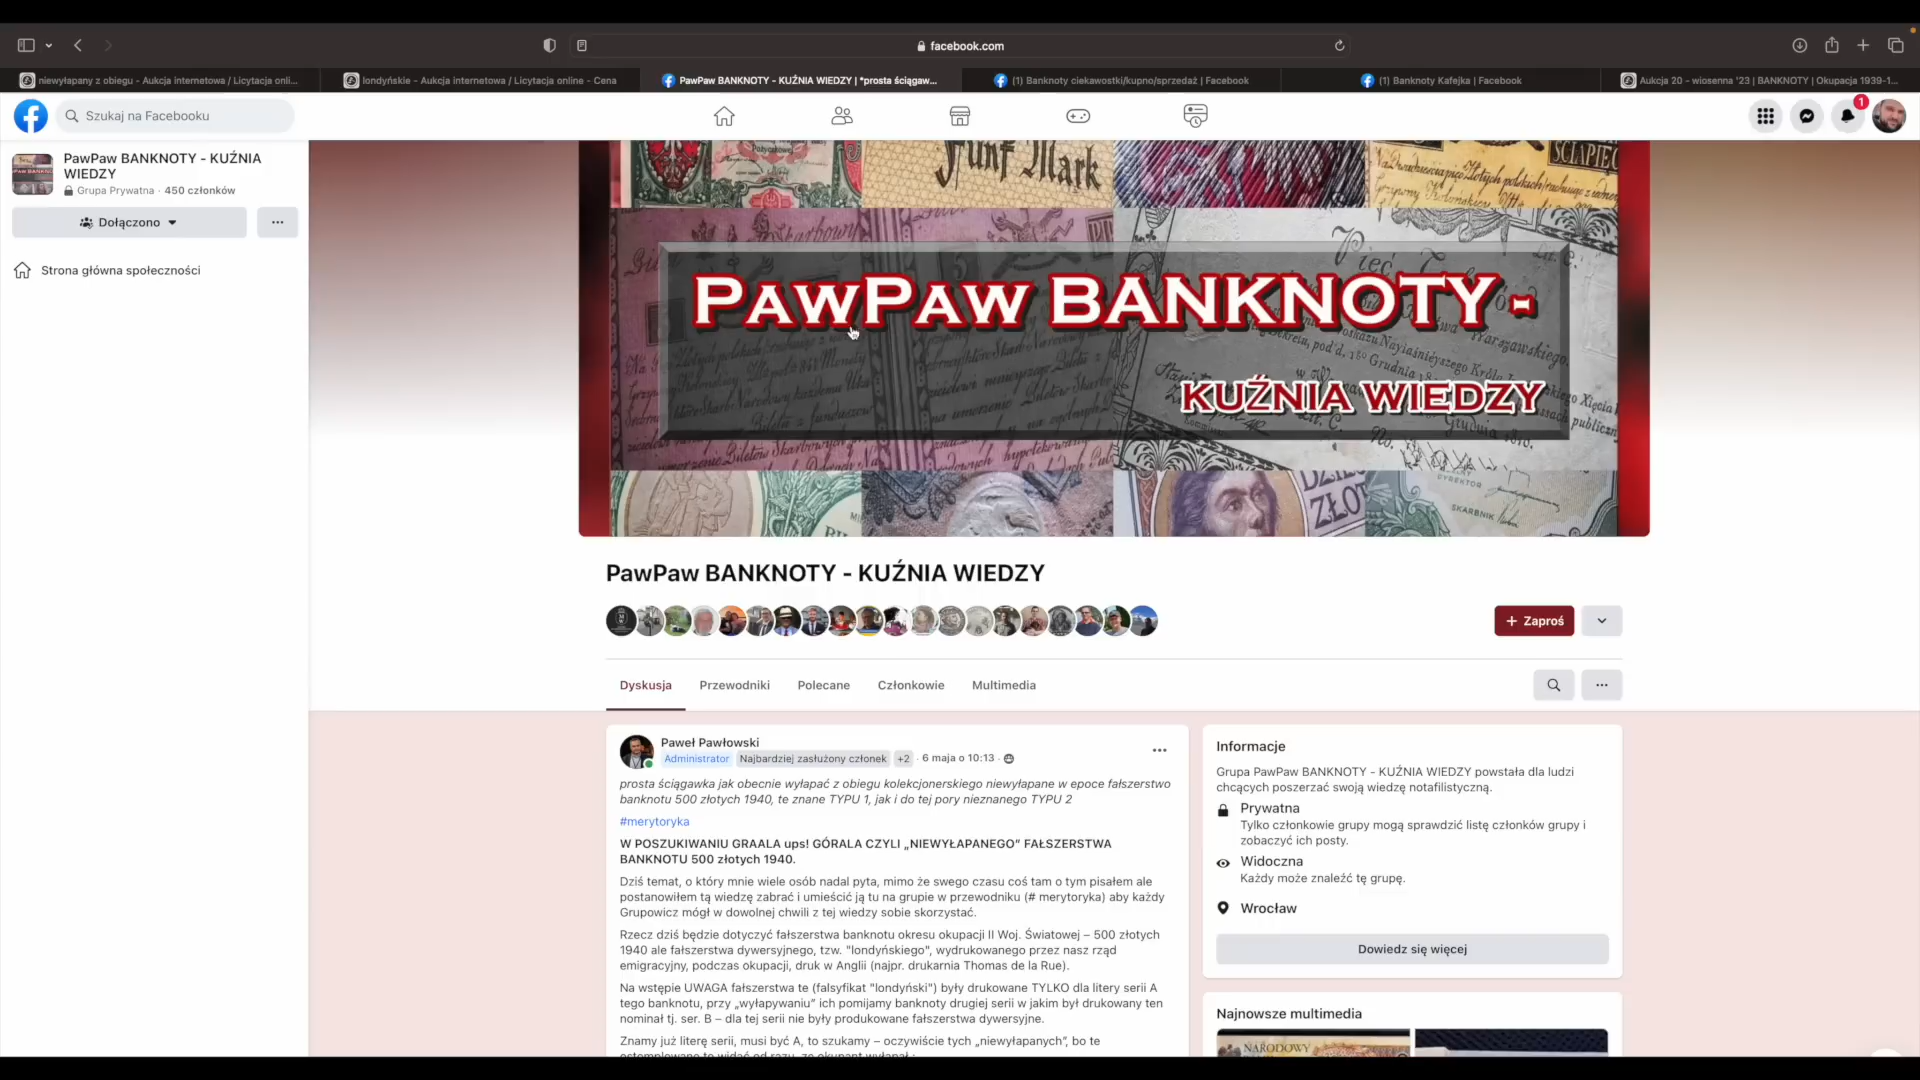 facebook.com
niewyłapany z obiegu - Aukcja internetowa / Licytacja onli...
londyńskie - Aukcja internetowa / Licytacja online - Cena
PawPaw BANKNOTY - KUŹNIA WIEDZY | *prosta ściągaw...
(1) Banknoty ciekawostki/kupno/sprzedaż | Facebook
(1) Banknoty Kafejka | Facebook
Aukcja 20 - wiosenna '23 | BANKNOTY | Okupacja 1939-1...
Szukaj na Facebooku
1
PawPaw BANKNOTY - KUŹNIA
WIEDZY
Grupa Prywatna · 450 członków
Dołączono
Strona główna społeczności
Fünf Mark
PAWPAW BANKNOTY -
KUŹNIA WIEDZY
DYREKTOR
SKARBNIK
PawPaw BANKNOTY - KUŹNIA WIEDZY
+ Zaproś
Dyskusja
Przewodniki
Polecane
Członkowie
Multimedia
Paweł Pawłowski
Administrator Najbardziej zasłużony członek +2 · 6 maja o 10:13 ·
prosta ściągawka jak obecnie wyłapać z obiegu kolekcjonerskiego niewyłapane w epoce fałszerstwo
banknotu 500 złotych 1940, te znane TYPU 1, jak i do tej pory nieznanego TYPU 2
#merytoryka
W POSZUKIWANIU GRAALA ups! GÓRALA CZYLI „NIEWYŁAPANEGO” FAŁSZERSTWA
BANKNOTU 500 złotych 1940.
Dziś temat, o który mnie wiele osób nadal pyta, mimo że swego czasu coś tam o tym pisałem ale
postanowiłem tą wiedzę zabrać i umieścić ją tu na grupie w przewodniku (# merytoryka) aby każdy
Grupowicz mógł w dowolnej chwili z tej wiedzy sobie skorzystać.
Rzecz dziś będzie dotyczyć fałszerstwa banknotu okresu okupacji II Woj. Światowej – 500 złotych
1940 ale fałszerstwa dywersyjnego, tzw. "londyńskiego", wydrukowanego przez nasz rząd
emigracyjny, podczas okupacji, druk w Anglii (najpr. drukarnia Thomas de la Rue).
Na wstępie UWAGA fałszerstwa te (falsyfikat "londyński") były drukowane TYLKO dla litery serii A
tego banknotu, przy „wyłapywaniu” ich pomijamy banknoty drugiej serii w jakim był drukowany ten
nominał tj. ser. B – dla tej serii nie były produkowane fałszerstwa dywersyjne.
Znamy już literę serii, musi być A, to szukamy – oczywiście tych „niewyłapanych”, bo te
ostemplowane to widać od razu, że okupant wyłapał :
Informacje
Grupa PawPaw BANKNOTY - KUŹNIA WIEDZY powstała dla ludzi
chcących poszerzać swoją wiedzę notafilistyczną.
Prywatna
Tylko członkowie grupy mogą sprawdzić listę członków grupy i
zobaczyć ich posty.
Widoczna
Każdy może znaleźć tę grupę.
Wrocław
Dowiedz się więcej
Najnowsze multimedia
NARODOWY